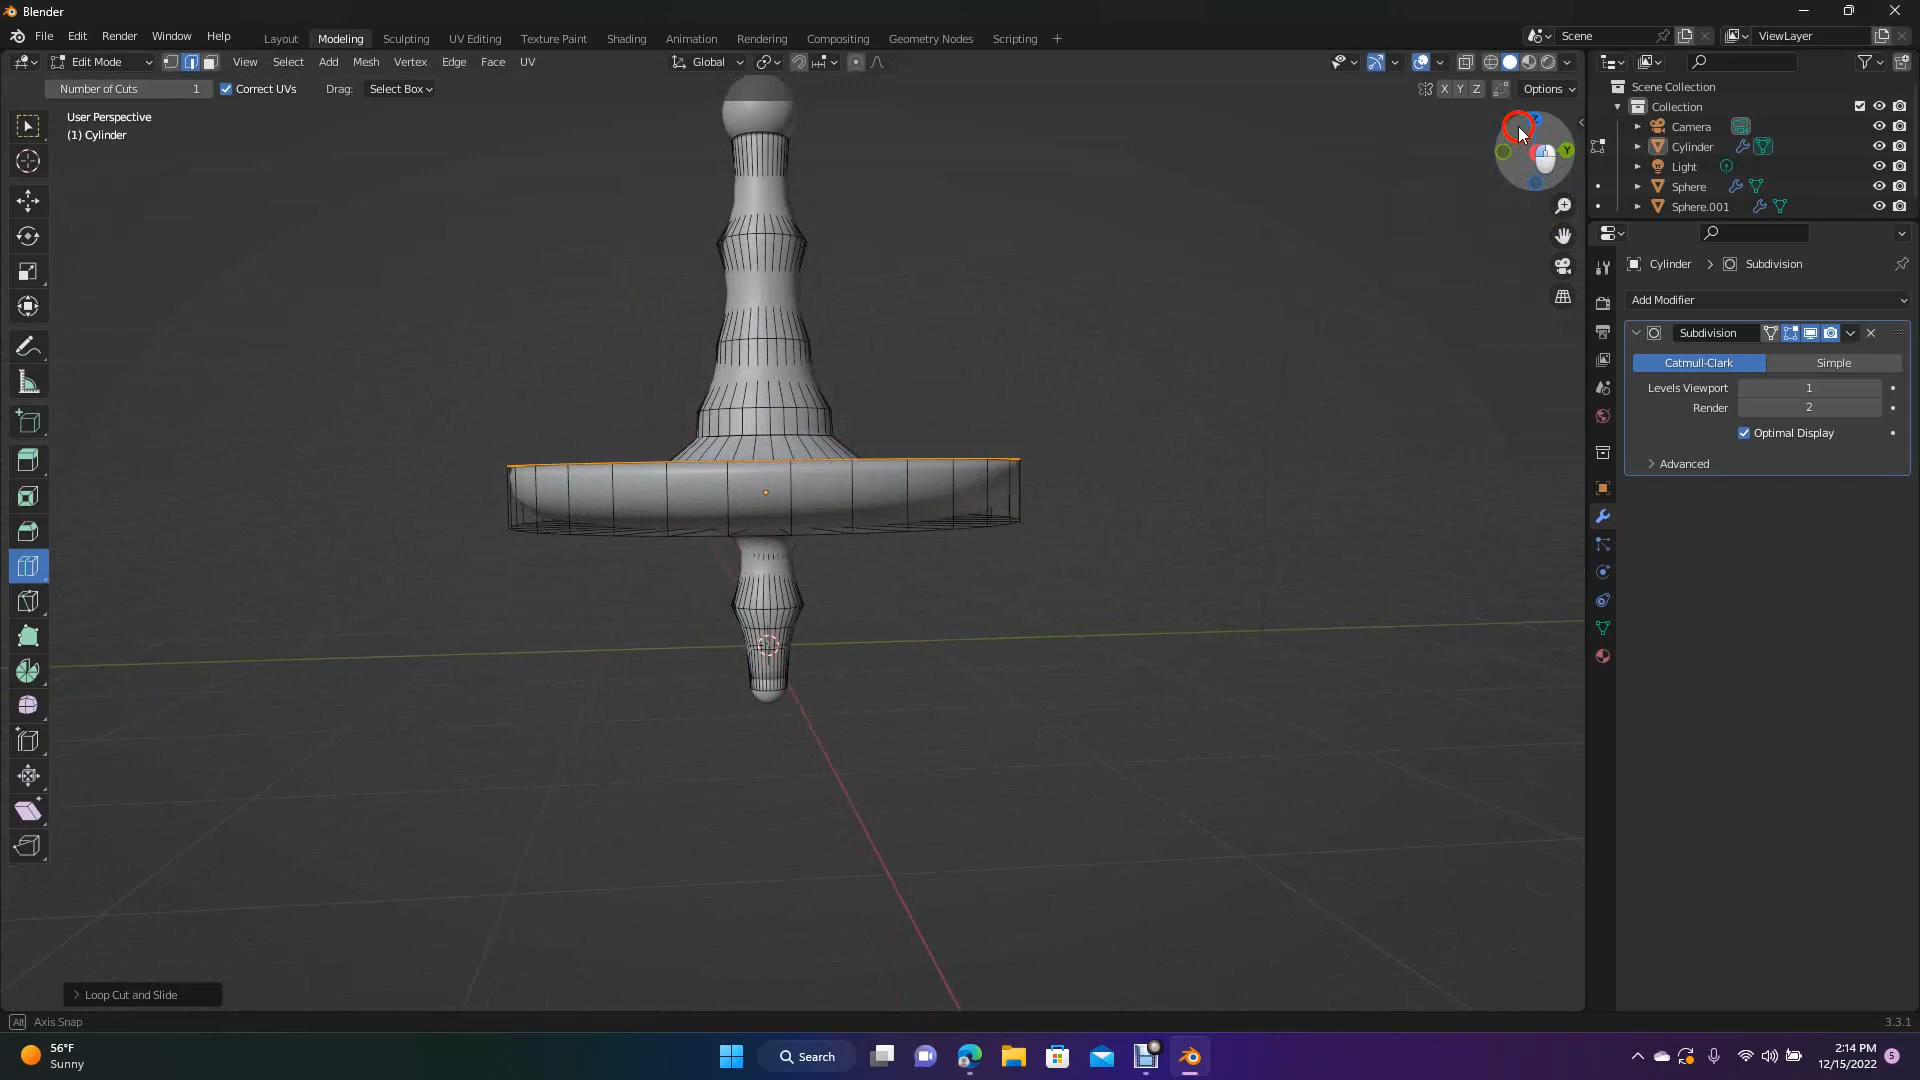 Blender
File Edit Render Window Help
Layout Modeling Sculpting UV Editing Texture Paint Shading Animation Rendering Compositing Geometry Nodes Scripting +
Scene
ViewLayer
Edit Mode View Select Add Mesh Vertex Edge Face UV
Global
Number of Cuts 1 Correct UVs Drag: Select Box
X Y Z Options
User Perspective
(1) Cylinder
Z
Y
Scene Collection
Collection
Camera
Cylinder
Light
Sphere
Sphere.001
Cylinder > Subdivision
Add Modifier
Subdivision
Catmull-Clark Simple
Levels Viewport 1
Render 2
Optimal Display
Advanced
Loop Cut and Slide
Alt Axis Snap
3.3.1
56°F
Sunny
Search
2:14 PM
12/15/2022
5